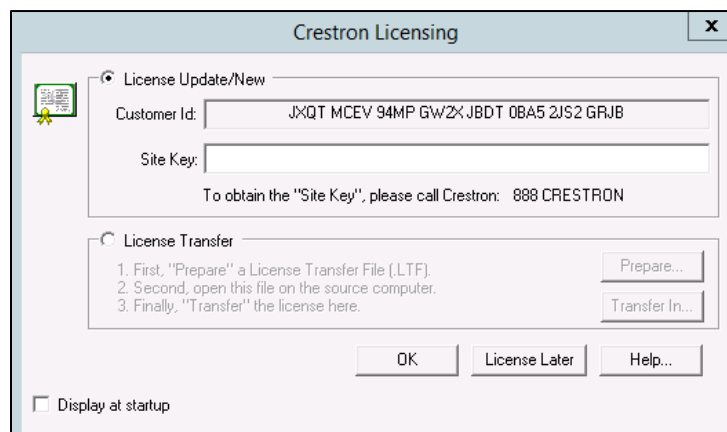 Crestron Licensing
x
License Update/New
Customer Id: JXQT MCEV 94MP GW2X JBDT 0BA5 2JS2 GRJB
Site Key:
To obtain the "Site Key", please call Crestron: 888 CRESTRON
License Transfer
1. First, "Prepare" a License Transfer File (.LTF).
2. Second, open this file on the source computer.
3. Finally, "Transfer" the license here.
Prepare...
Transfer In...
OK
License Later
Help...
Display at startup